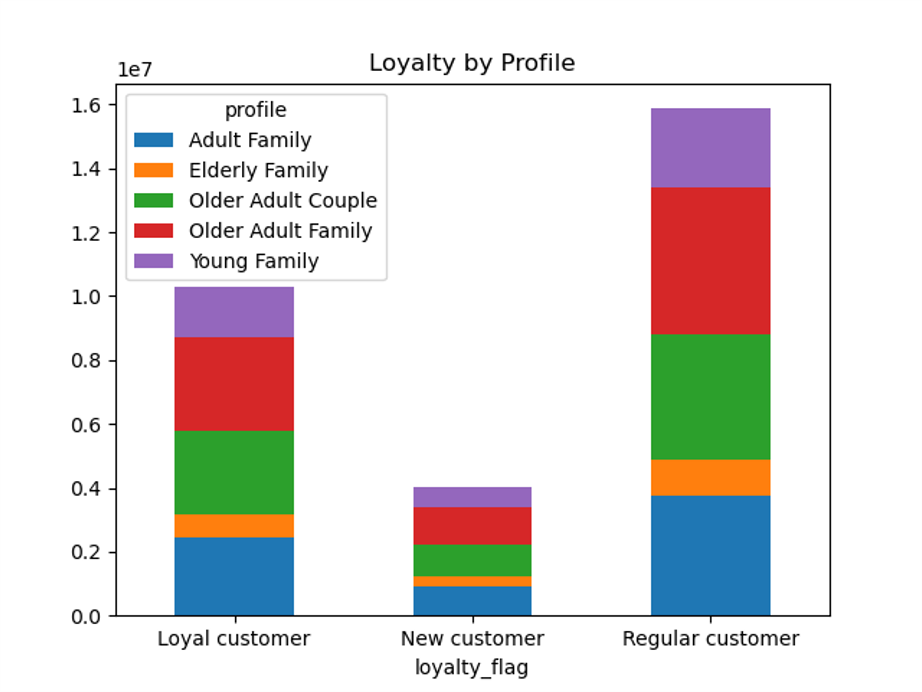 Loyalty by Profile
1e7
1.6
1.4
1.2
1.0
0.8
0.6
0.4
0.2
0.0
profile
Adult Family
Elderly Family
Older Adult Couple
Older Adult Family
Young Family
Loyal customer
New customer
Regular customer
loyalty_flag